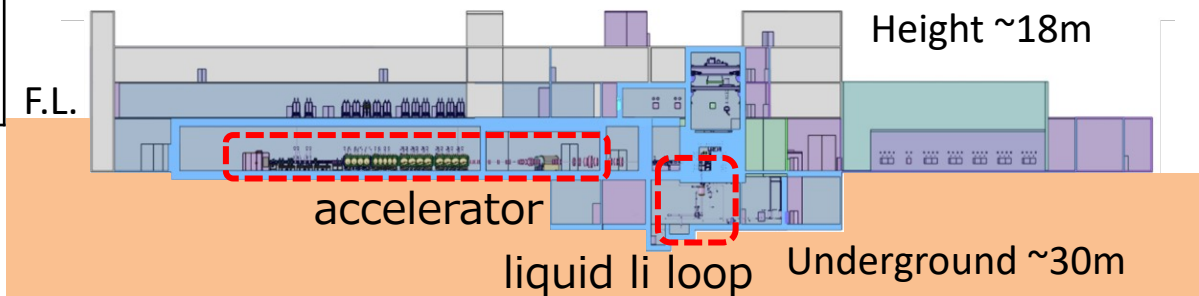 Height ~18m
F.L.
accelerator
liquid li loop
Underground ~30m